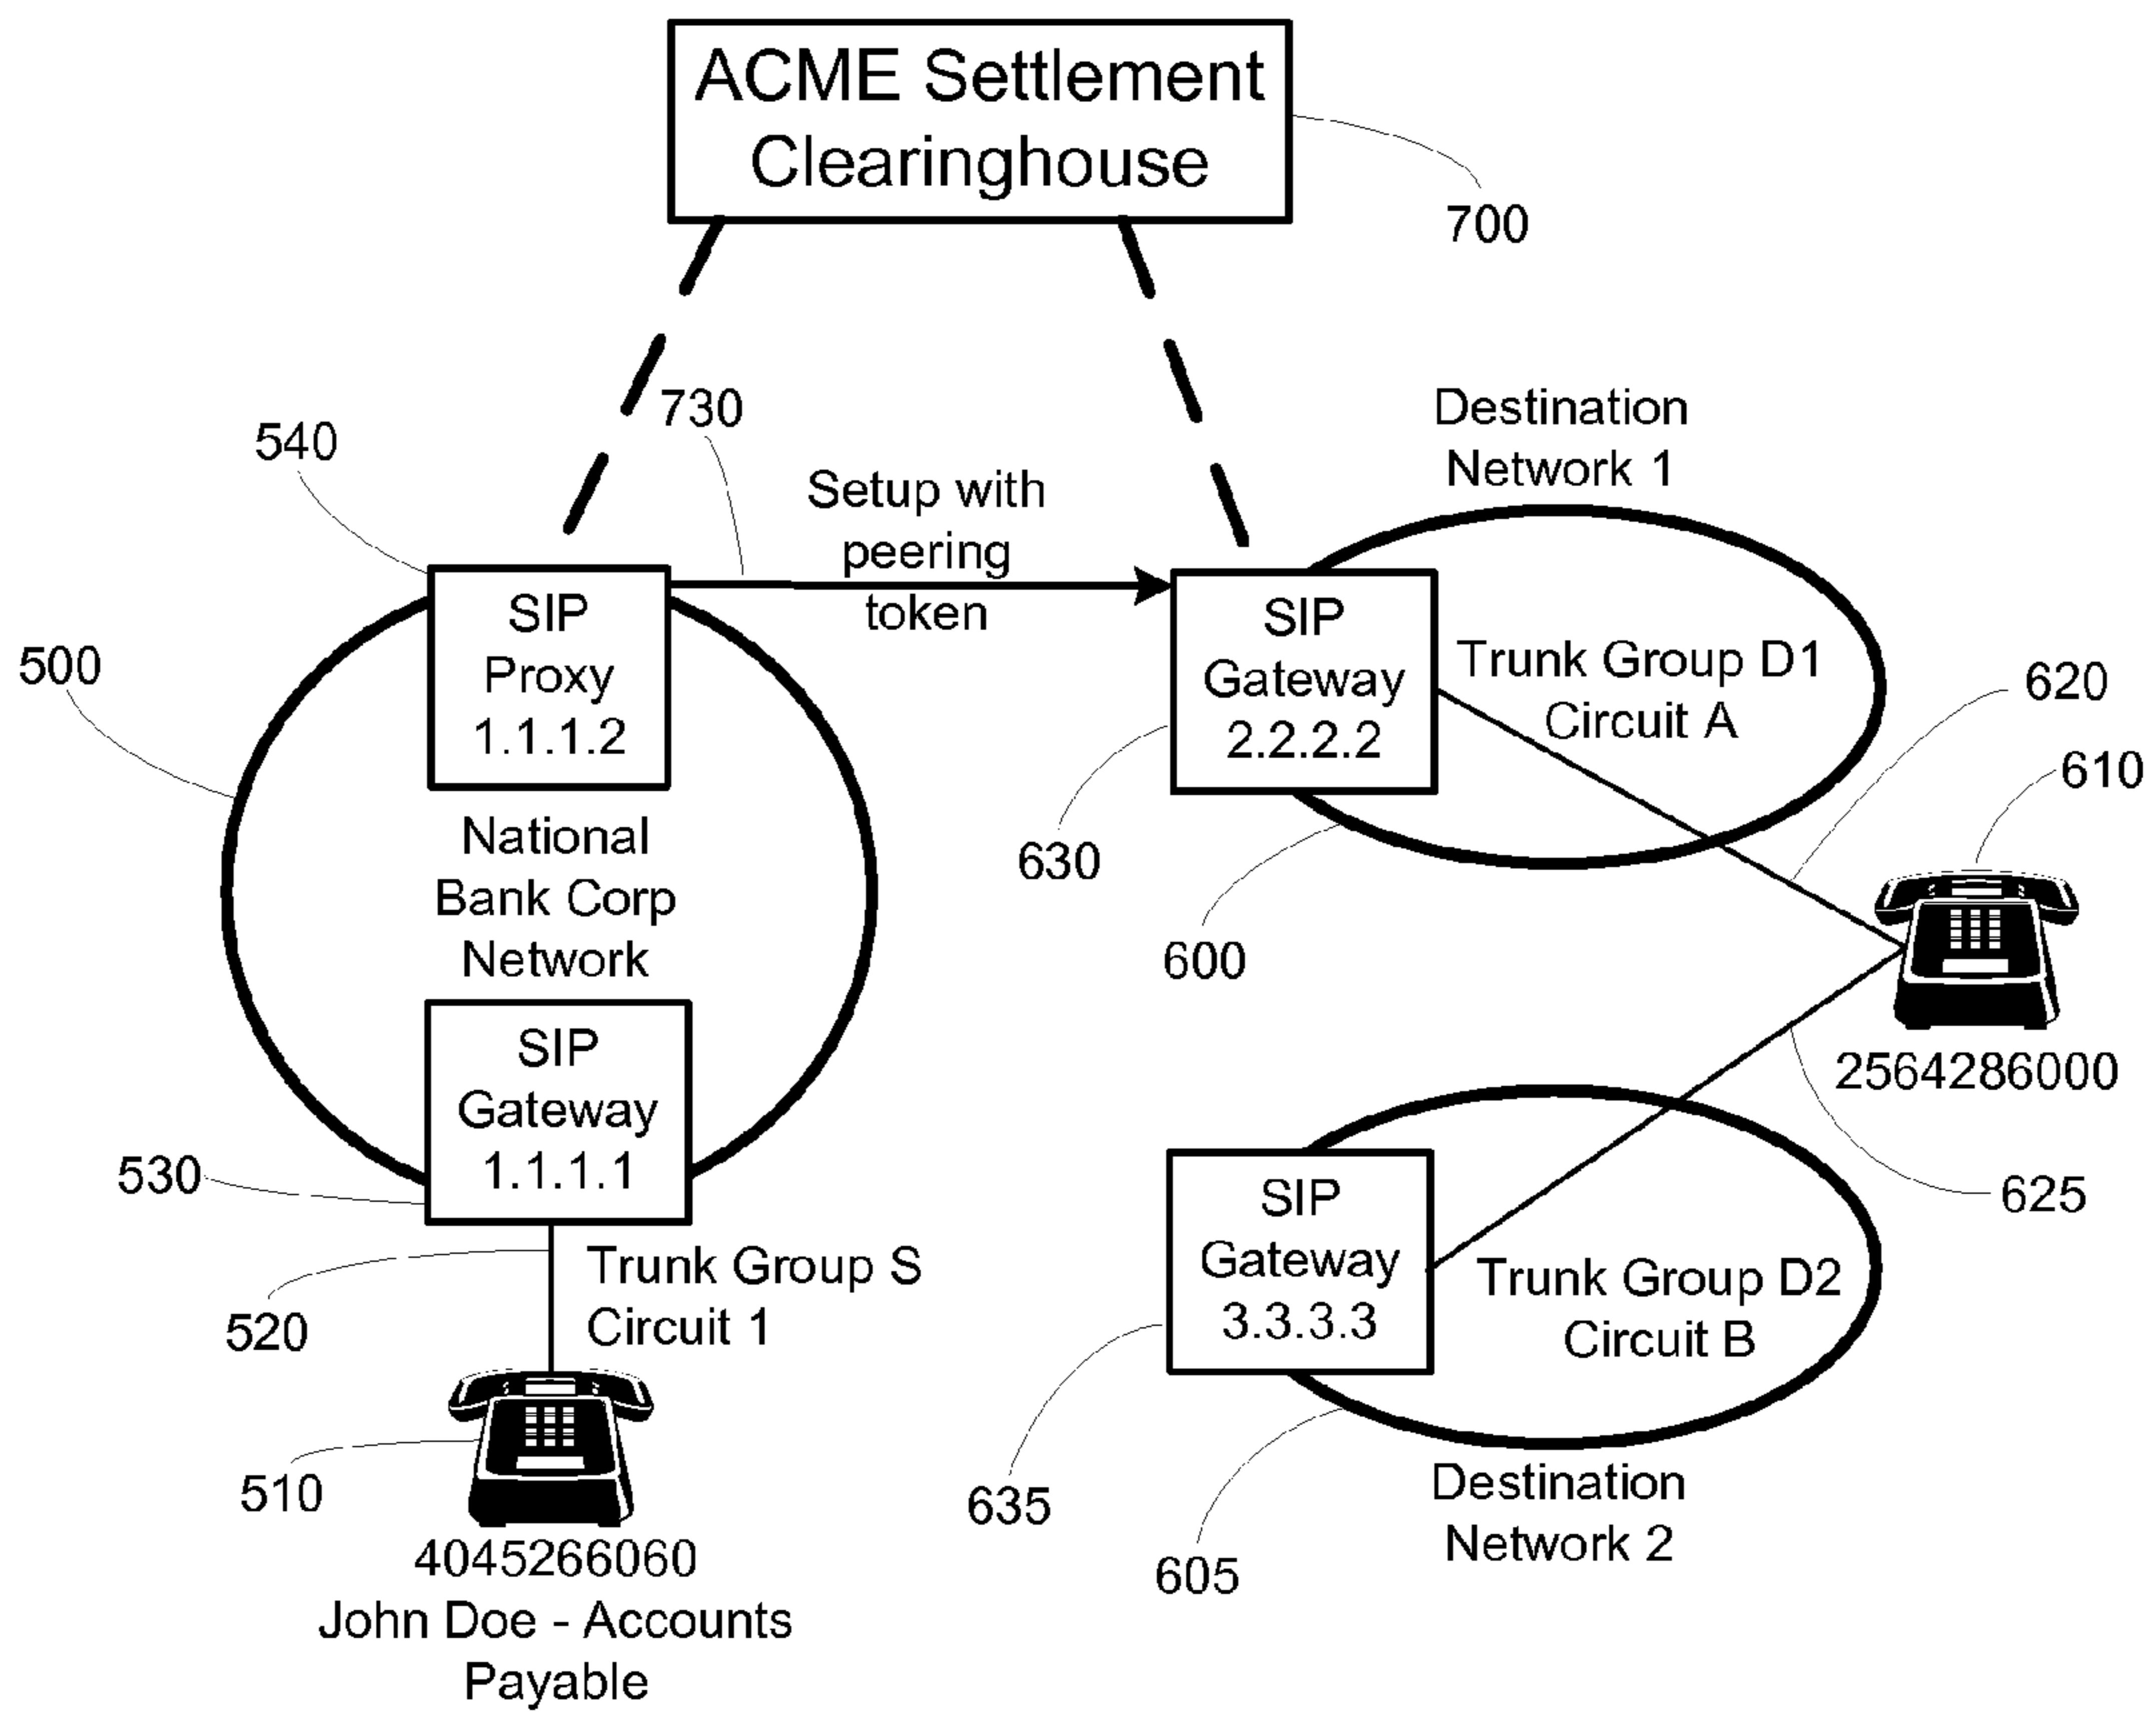 ACME Settlement
Clearinghouse
700
730
540
Setup with
peering
token
Destination
Network 1
500
SIP
Proxy
1.1.1.2
SIP
Gateway
2.2.2.2
Trunk Group D1
Circuit A
620
610
630
600
National
Bank Corp
Network
2564286000
SIP
Gateway
1.1.1.1
530
625
SIP
Gateway
3.3.3.3
Trunk Group D2
Circuit B
520
Trunk Group S
Circuit 1
510
635
605
Destination
Network 2
4045266060
John Doe - Accounts
Payable